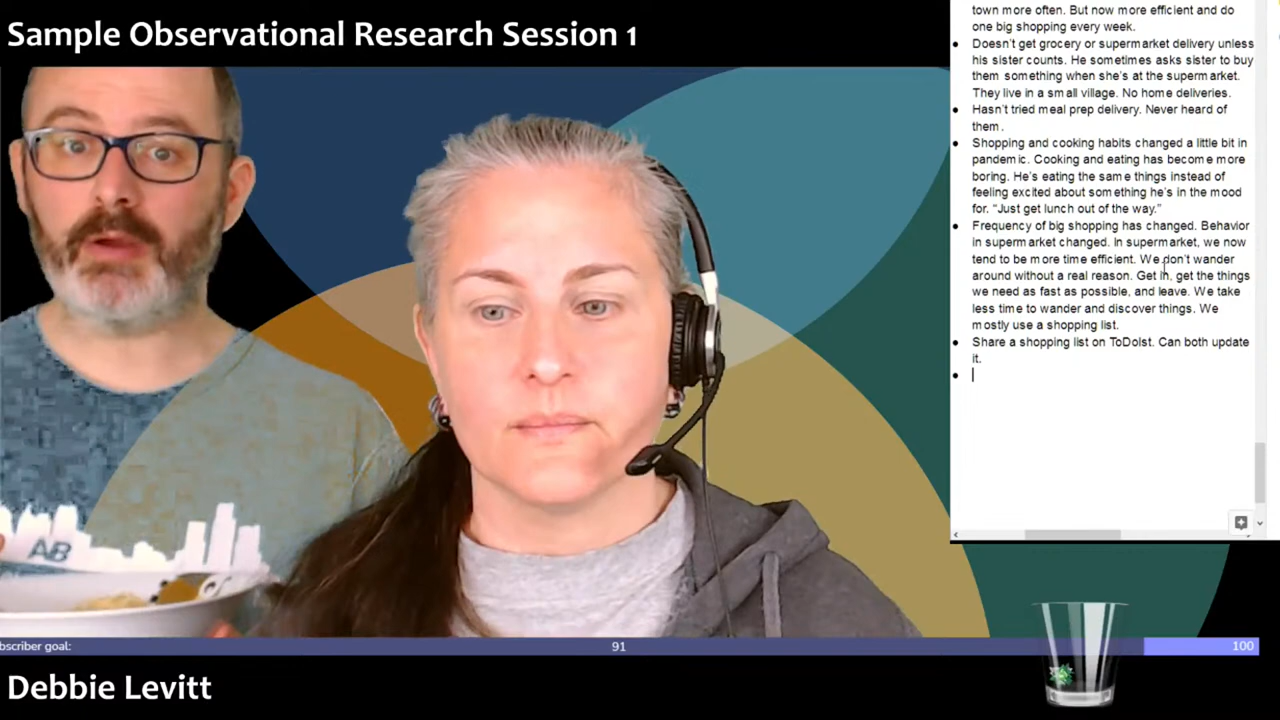 Sample Observational Research Session 1
town more often. But now more efficient and do
one big shopping every week.
Doesn't get grocery or supermarket delivery unless
his sister counts. He sometimes asks sister to buy
them something when she's at the supermarket.
They live in a small village. No home deliveries.
Hasn't tried meal prep delivery. Never heard of
them.
Shopping and cooking habits changed a little bit in
pandemic. Cooking and eating has become more
boring. He's eating the same things instead of
feeling excited about something he's in the mood
for. "Just get lunch out of the way."
Frequency of big shopping has changed. Behavior
in supermarket changed. In supermarket, we now
tend to be more time efficient. We don't wander
around without a real reason. Get in, get the things
we need as fast as possible, and leave. We take
less time to wander and discover things. We
mostly use a shopping list.
Share a shopping list on ToDoIst. Can both update
it.
AB
bscriber goal:
91
100
Debbie Levitt